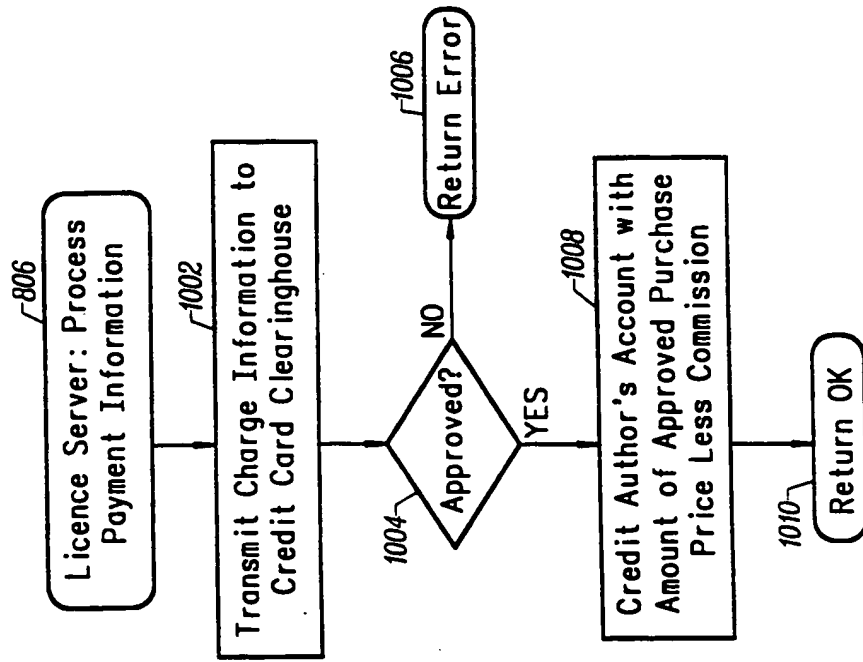 806
Licence Server: Process
Payment Information
1002
Transmit Charge Information to
Credit Card Clearinghouse
1004
Approved?
NO
1006
Return Error
YES
1008
Credit Author's Account with
Amount of Approved Purchase
Price Less Commission
1010
Return OK